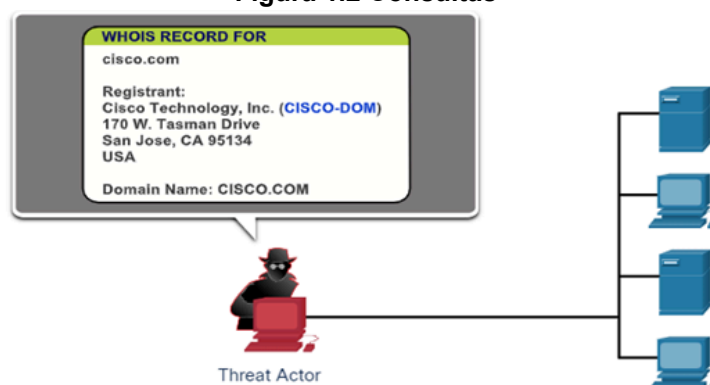 WHOIS RECORD FOR
cisco.com
Registrant:
Cisco Technology, Inc. (CISCO-DOM)
170 W. Tasman Drive
San Jose, CA 95134
USA
Domain Name: CISCO.COM
Threat Actor